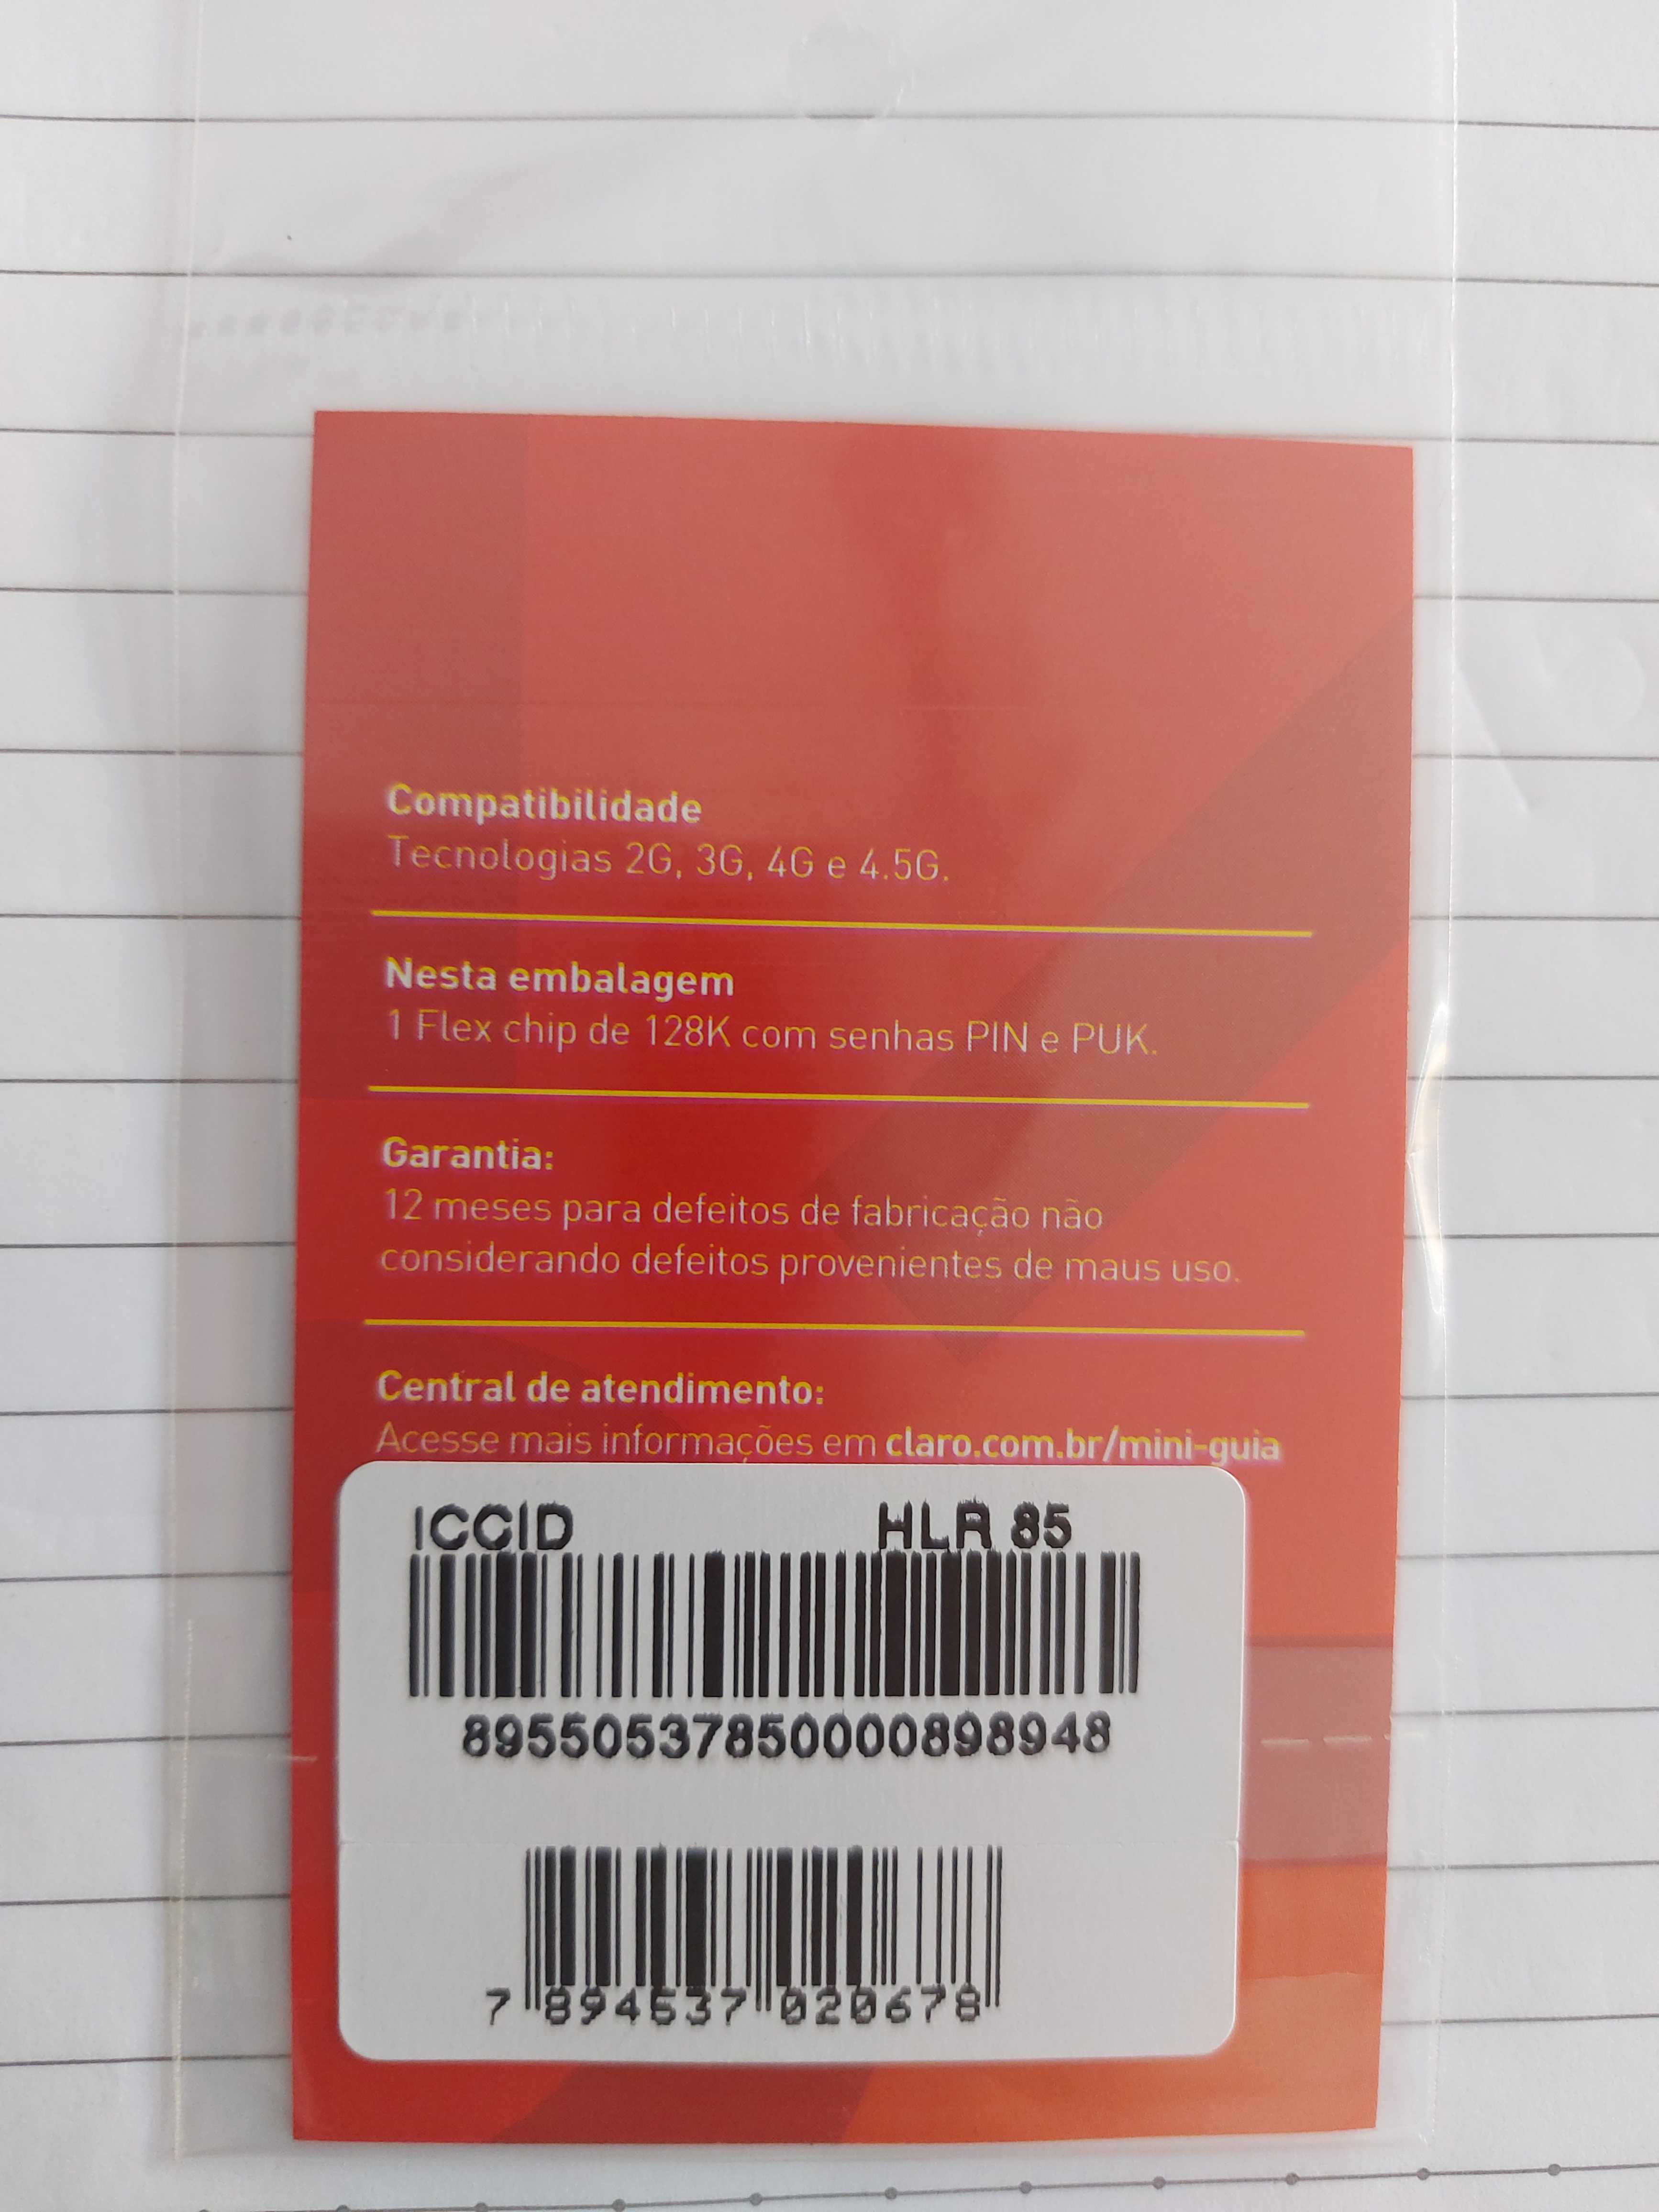 Compatibilidade
Tecnologias 2G, 3G, 4G e 4.5G.
Nesta embalagem
1 Flex chip de 128K com senhas PIN e PUK.
Garantia:
12 meses para defeitos de fabricação não
considerando defeitos provenientes de maus uso.
Central de atendimento:
Acesse mais informações em claro.com.br/mini-guia
ICCID HLR 85
89550537850000898948
7 894537 020678